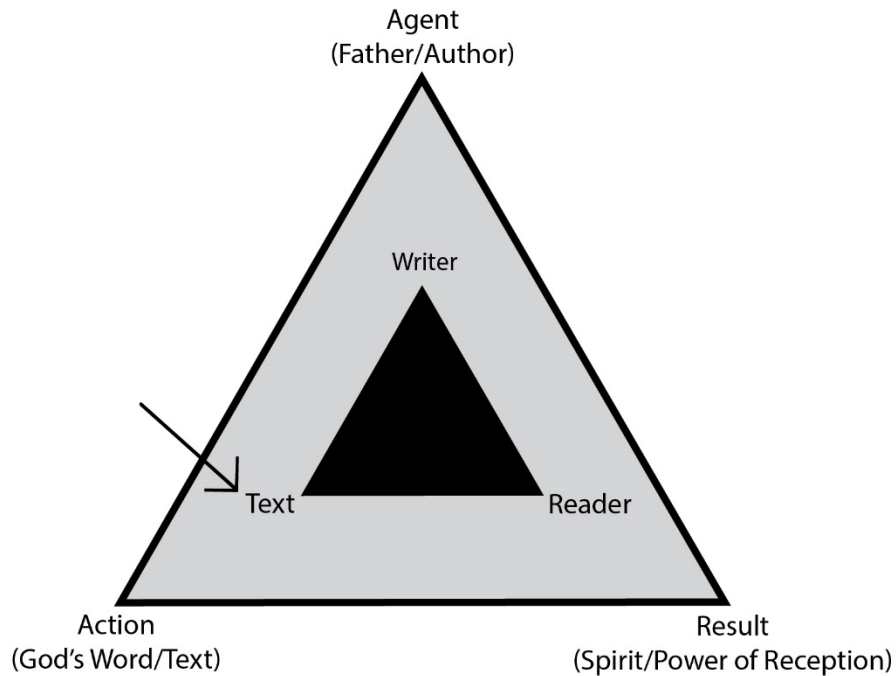 Agent
(Father/Author)
Writer
Text
Reader
Action
(God's Word/Text)
Result
(Spirit/Power of Reception)